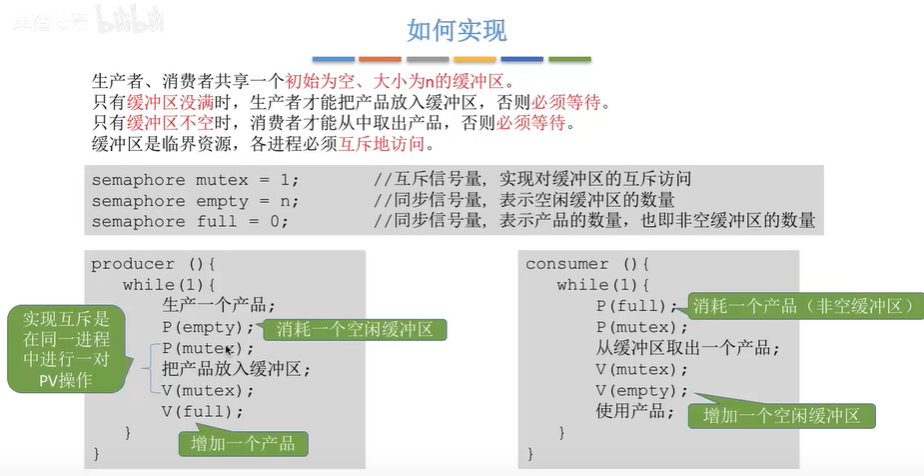 bilibili
如何实现
生产者、消费者共享一个初始为空、大小为n的缓冲区。
只有缓冲区没满时，生产者才能把产品放入缓冲区，否则必须等待。
只有缓冲区不空时，消费者才能从中取出产品，否则必须等待。
缓冲区是临界资源，各进程必须互斥地访问。
semaphore mutex = 1; //互斥信号量，实现对缓冲区的互斥访问
semaphore empty = n; //同步信号量，表示空闲缓冲区的数量
semaphore full = 0; //同步信号量，表示产品的数量，也即非空缓冲区的数量
producer (){
while(1){
生产一个产品;
P(empty);
P(mutex);
把产品放入缓冲区;
V(mutex);
V(full);
}
}
消耗一个空闲缓冲区
实现互斥是
在同一进程
中进行一对
PV操作
增加一个产品
consumer (){
while(1){
P(full);
P(mutex);
从缓冲区取出一个产品;
V(mutex);
V(empty);
使用产品;
}
}
消耗一个产品（非空缓冲区）
增加一个空闲缓冲区